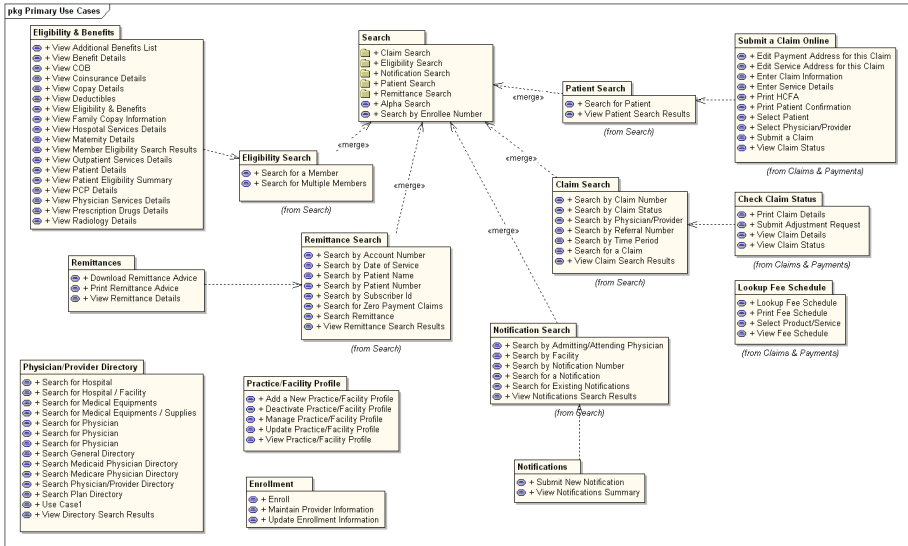 pkg Primary Use Cases
Eligibility & Benefits
+ View Additional Benefits List
+ View Benefit Details
+ View COB
+ View Coinsurance Details
+ View Copay Details
+ View Deductibles
+ View Eligibility & Benefits
+ View Family Copay Information
+ View Hospotal Services Details
+ View Maternity Details
+ View Member Eligibility Search Results
+ View Outpatient Services Details
+ View Patient Details
+ View Patient Eligibility Summary
+ View PCP Details
+ View Physician Services Details
+ View Prescription Drugs Details
+ View Radiology Details
Search
+ Claim Search
+ Eligibility Search
+ Notification Search
+ Patient Search
+ Remittance Search
+ Alpha Search
+ Search by Enrollee Number
Patient Search
+ Search for Patient
+ View Patient Search Results
(from Search)
Submit a Claim Online
+ Edit Payment Address for this Claim
+ Edit Service Address for this Claim
+ Enter Claim Information
+ Enter Service Details
+ Print HCFA
+ Print Patient Confirmation
+ Select Patient
+ Select Physician/Provider
+ Submit a Claim
+ View Claim Status
(from Claims & Payments)
«merge»
«merge»
«merge»
«merge»
«merge»
Eligibility Search
+ Search for a Member
+ Search for Multiple Members
(from Search)
Claim Search
+ Search by Claim Number
+ Search by Claim Status
+ Search by Physician/Provider
+ Search by Referral Number
+ Search by Time Period
+ Search for a Claim
+ View Claim Search Results
(from Search)
Check Claim Status
+ Print Claim Details
+ Submit Adjustment Request
+ View Claim Details
+ View Claim Status
(from Claims & Payments)
Remittances
+ Download Remittance Advice
+ Print Remittance Advice
+ View Remittance Details
Remittance Search
+ Search by Account Number
+ Search by Date of Service
+ Search by Patient Name
+ Search by Patient Number
+ Search by Subscriber Id
+ Search for Zero Payment Claims
+ Search Remittance
+ View Remittance Search Results
(from Search)
Lookup Fee Schedule
+ Lookup Fee Schedule
+ Print Fee Schedule
+ Select Product/Service
+ View Fee Schedule
(from Claims & Payments)
Notification Search
+ Search by Admitting/Attending Physician
+ Search by Facility
+ Search by Notification Number
+ Search for a Notification
+ Search for Existing Notifications
+ View Notifications Search Results
(from Search)
Physician/Provider Directory
+ Search for Hospital
+ Search for Hospital / Facility
+ Search for Medical Equipments
+ Search for Medical Equipments / Supplies
+ Search for Physician
+ Search for Physician
+ Search for Physician
+ Search General Directory
+ Search Medicaid Physician Directory
+ Search Medicare Physician Directory
+ Search Physician/Provider Directory
+ Search Plan Directory
+ Use Case1
+ View Directory Search Results
Practice/Facility Profile
+ Add a New Practice/Facility Profile
+ Deactivate Practice/Facility Profile
+ Manage Practice/Facility Profile
+ Update Practice/Facility Profile
+ View Practice/Facility Profile
Enrollment
+ Enroll
+ Maintain Provider Information
+ Update Enrollment Information
Notifications
+ Submit New Notification
+ View Notifications Summary